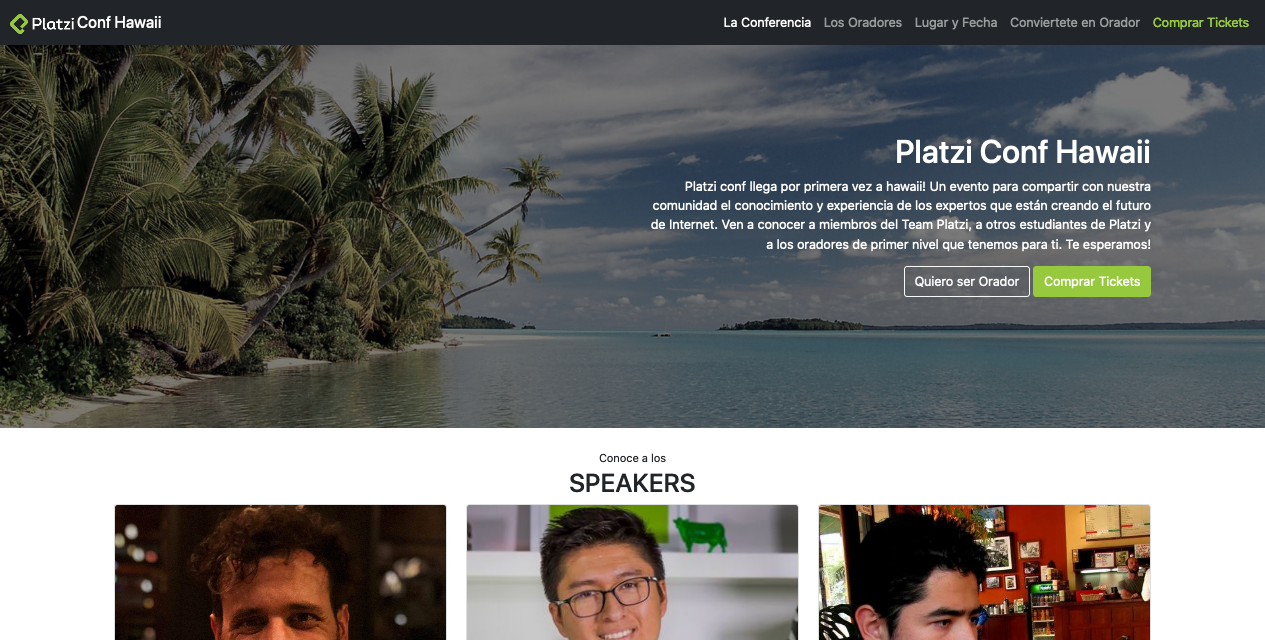 Platzi Conf Hawaii
La Conferencia Los Oradores Lugar y Fecha Conviertete en Orador Comprar Tickets
Platzi Conf Hawaii
Platzi conf llega por primera vez a hawaii! Un evento para compartir con nuestra
comunidad el conocimiento y experiencia de los expertos que están creando el futuro
de Internet. Ven a conocer a miembros del Team Platzi, a otros estudiantes de Platzi y
a los oradores de primer nivel que tenemos para ti. Te esperamos!
Quiero ser Orador Comprar Tickets
Conoce a los
SPEAKERS